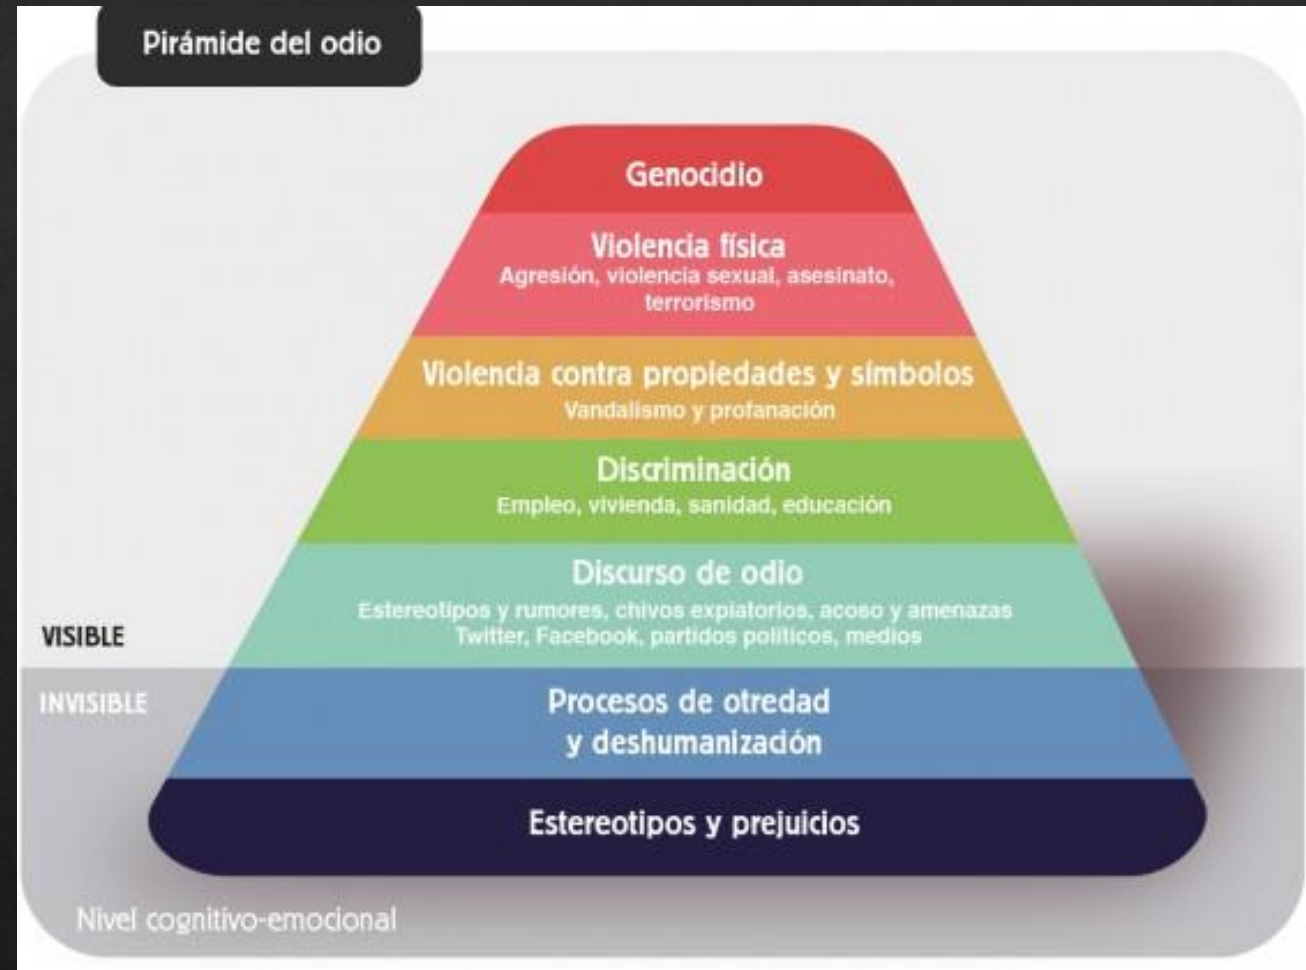 Pirámide del odio
Genocidio
Violencia física
Agresión, violencia sexual, asesinato,
terrorismo
Violencia contra propiedades y símbolos
Vandalismo y profanación
Discriminación
Empleo, vivienda, sanidad, educación
Discurso de odio
Estereotipos y rumores, chivos expiatorios, acoso y amenazas
Twitter, Facebook, partidos políticos, medios
VISIBLE
INVISIBLE
Procesos de otredad
y deshumanización
Estereotipos y prejuicios
Nivel cognitivo-emocional